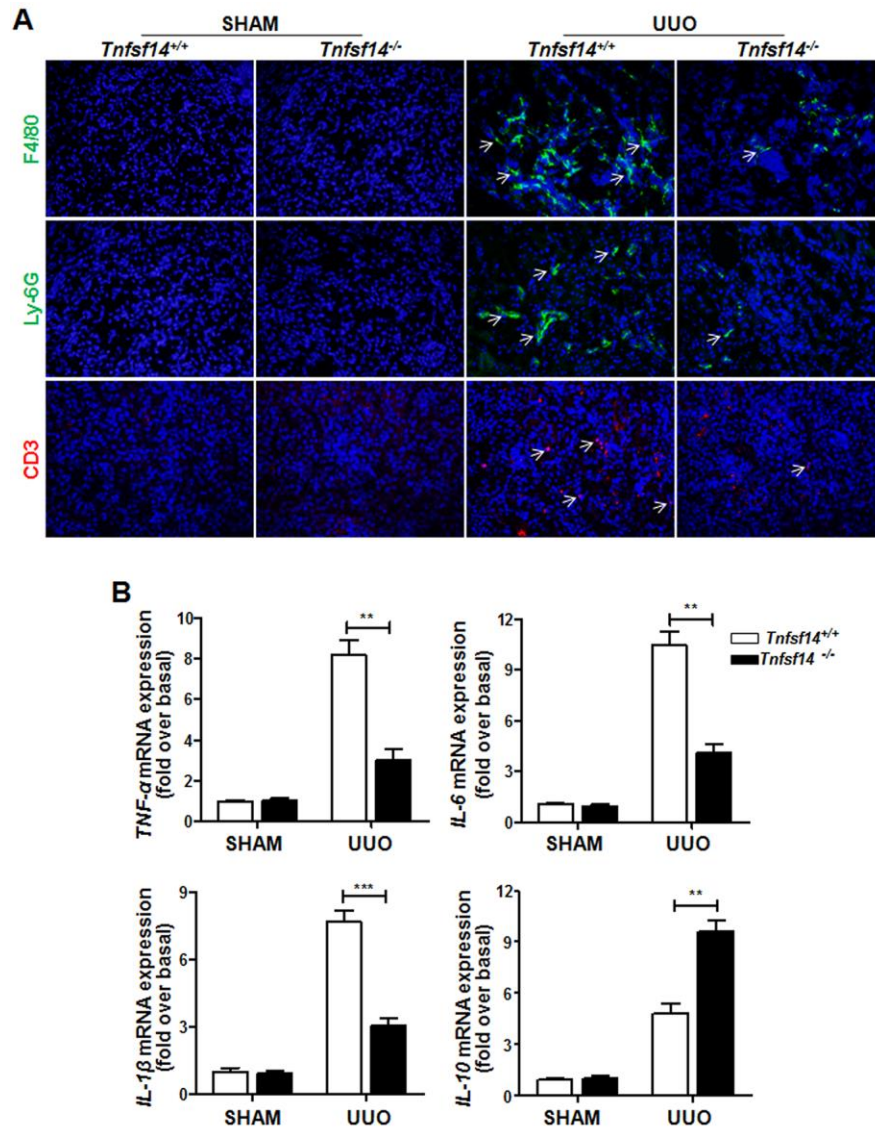 A
SHAM
UUO
Tnfsf14+/+
Tnfsf14-/-
Tnfsf14+/+
Tnfsf14-/-
F4/80
Ly-6G
CD3
B
TNF-α mRNA expression
(fold over basal)
10
8
6
4
2
0
**
SHAM
UUO
IL-6 mRNA expression
(fold over basal)
12
9
6
3
0
**
SHAM
UUO
Tnfsf14+/+
Tnfsf14 -/-
IL-1β mRNA expression
(fold over basal)
9
6
3
0
***
SHAM
UUO
IL-10 mRNA expression
(fold over basal)
12
9
6
3
0
**
SHAM
UUO